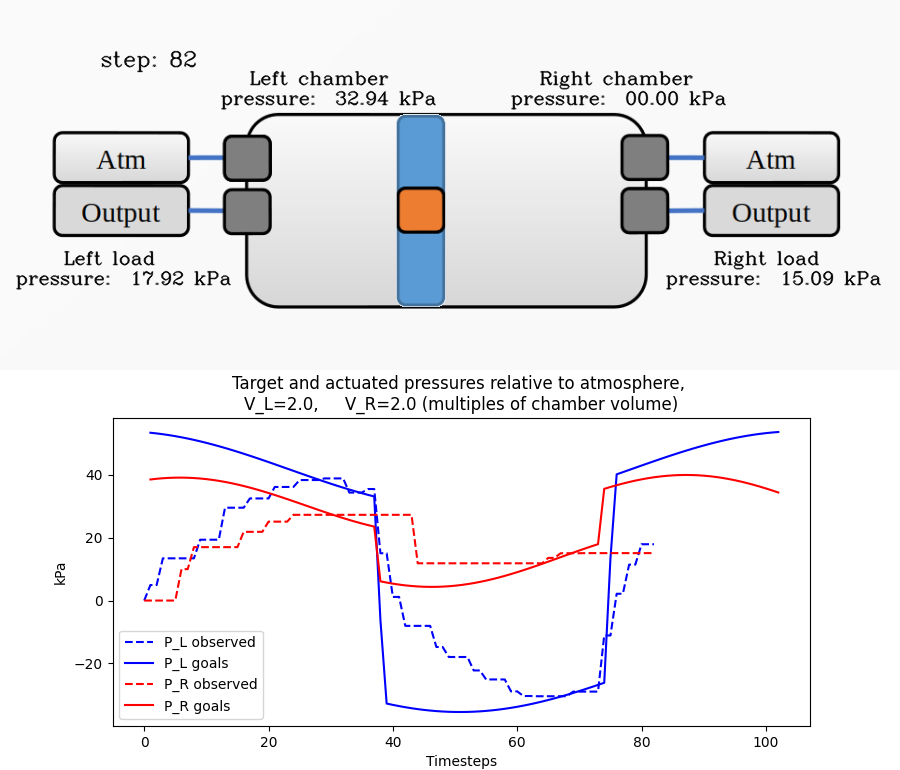 step: 82
Left chamber
pressure: 32.94 kPa
Right chamber
pressure: 00.00 kPa
Atm
Output
Atm
Output
Left load
pressure: 17.92 kPa
Right load
pressure: 15.09 kPa
Target and actuated pressures relative to atmosphere,
V_L=2.0, V_R=2.0 (multiples of chamber volume)
kPa
40
20
0
−20
P_L observed
P_L goals
P_R observed
P_R goals
0 20 40 60 80 100
Timesteps